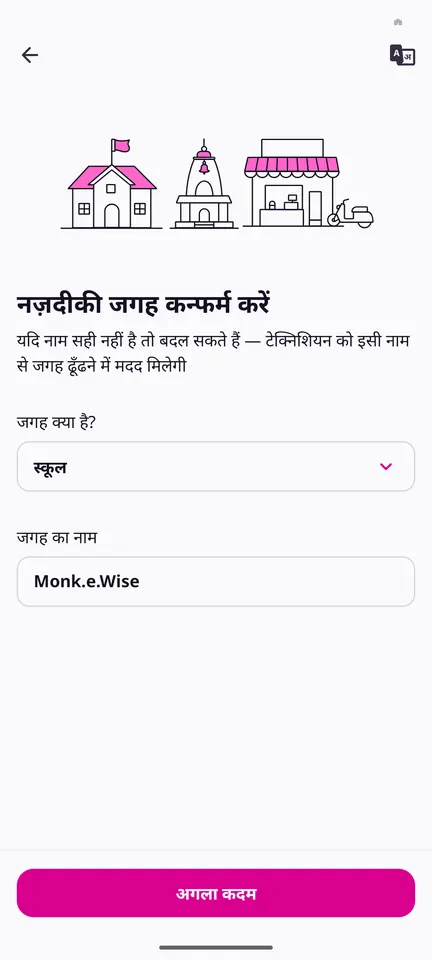 A अ
नज़दीकी जगह कन्फर्म करें
यदि नाम सही नहीं है तो बदल सकते हैं — टेक्निशियन को इसी नाम
से जगह ढूँढने में मदद मिलेगी
जगह क्या है?
स्कूल
जगह का नाम
Monk.e.Wise
अगला कदम